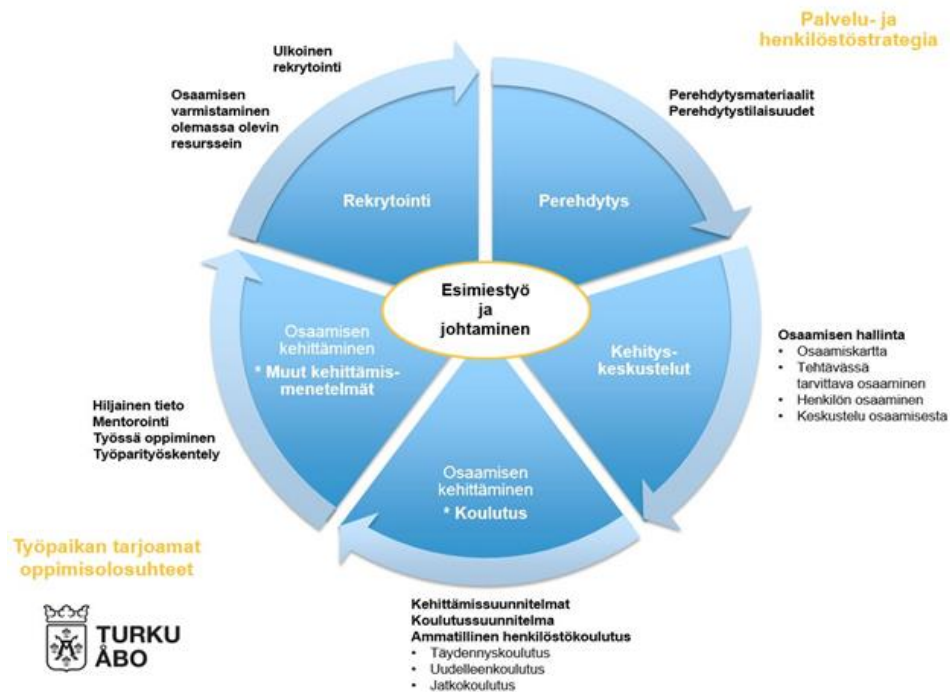 Palvelu- ja
henkilöstöstrategia
Ulkoinen
rekrytointi
Osaamisen
varmistaminen
olemassa olevin
resurssein
Perehdytysmateriaalit
Perehdytystilaisuudet
Rekrytointi
Perehdytys
Esimiestyö
ja
johtaminen
Osaamisen
kehittäminen
* Muut kehittämis-
menetelmät
Kehitys-
keskustelut
Osaamisen hallinta
• Osaamiskartta
• Tehtävässä
tarvittava osaaminen
• Henkilön osaaminen
• Keskustelu osaamisesta
Hiljainen tieto
Mentorointi
Työssä oppiminen
Työparityöskentely
Osaamisen
kehittäminen
* Koulutus
Työpaikan tarjoamat
oppimisolosuhteet
Kehittämissuunnitelmat
Koulutussuunnitelma
Ammatillinen henkilöstökoulutus
• Täydennyskoulutus
• Uudelleenkoulutus
• Jatkokoulutus
TURKU
ÅBO